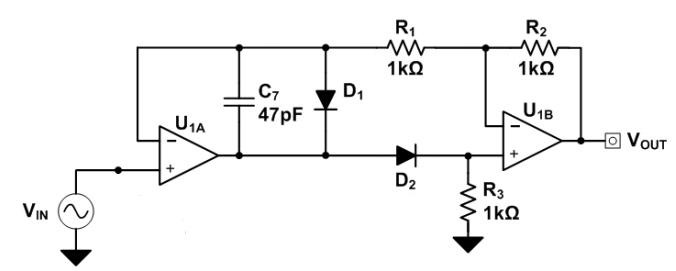 R1
R2
1kΩ
1kΩ
C7
47pF
D1
U1A
U1B
−
+
−
+
VOUT
D2
VIN
R3
1kΩ